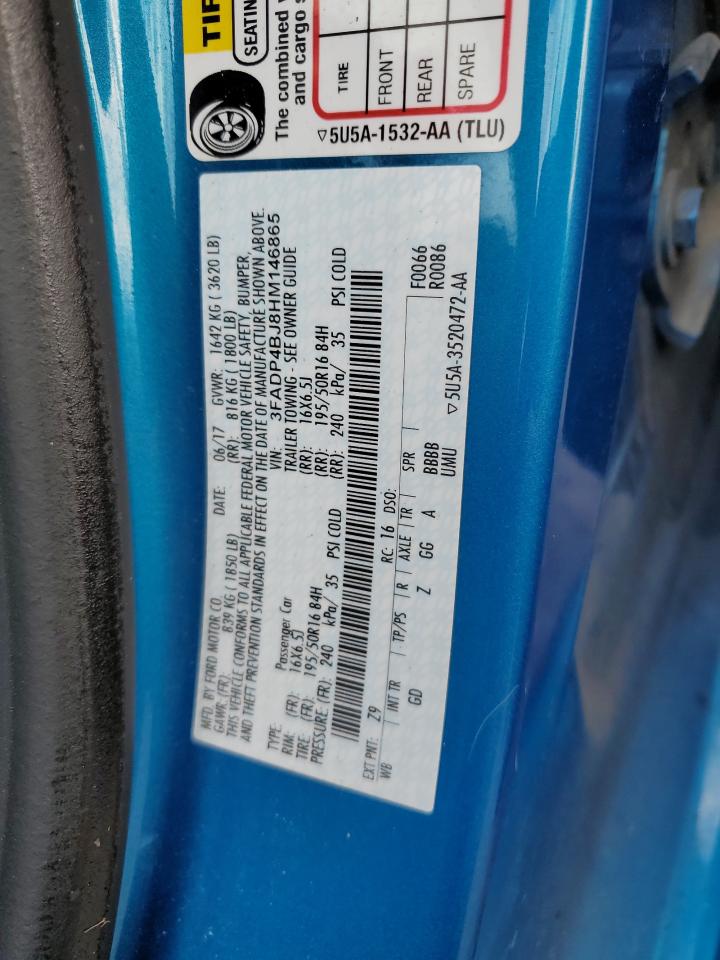 TIR
SEATING
The combined
and cargo s
TIRE
FRONT
REAR
SPARE
▽5U5A-1532-AA (TLU)
MFD. BY FORD MOTOR CO.
DATE: 06/17 GVWR: 1642 KG ( 3620 LB)
GAWR: (FR): 839 KG ( 1850 LB) (RR): 816 KG ( 1800 LB)
THIS VEHICLE CONFORMS TO ALL APPLICABLE FEDERAL MOTOR VEHICLE SAFETY, BUMPER,
AND THEFT PREVENTION STANDARDS IN EFFECT ON THE DATE OF MANUFACTURE SHOWN ABOVE.
VIN: 3FADP4BJ8HM146865
TYPE: Passenger Car TRAILER TOWING - SEE OWNER GUIDE
RIM: (FR): 16X6.5J (RR): 16X6.5J
TIRE: (FR): 195/50R16 84H (RR): 195/50R16 84H
PRESSURE: (FR): 240 kPa/ 35 PSI COLD (RR): 240 kPa/ 35 PSI COLD
EXT PNT: Z9 RC: 16 DSO: F0066
WB INT TR TP/PS R AXLE TR SPR R0086
GD Z GG A BBBB
UMU
▽5U5A-3520472-AA